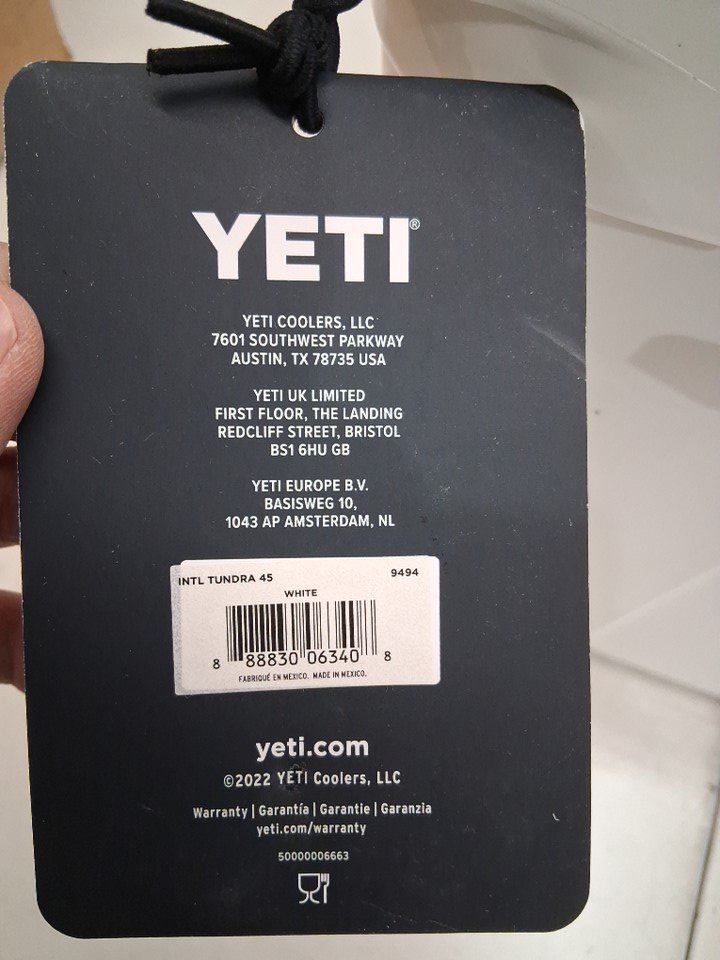 YETI®
YETI COOLERS, LLC
7601 SOUTHWEST PARKWAY
AUSTIN, TX 78735 USA
YETI UK LIMITED
FIRST FLOOR, THE LANDING
REDCLIFF STREET, BRISTOL
BS1 6HU GB
YETI EUROPE B.V.
BASISWEG 10,
1043 AP AMSTERDAM, NL
INTL TUNDRA 45 9494
WHITE
8 88830 06340 8
FABRIQUÉ EN MEXICO. MADE IN MEXICO.
yeti.com
©2022 YETI Coolers, LLC
Warranty | Garantía | Garantie | Garanzia
yeti.com/warranty
50000006663